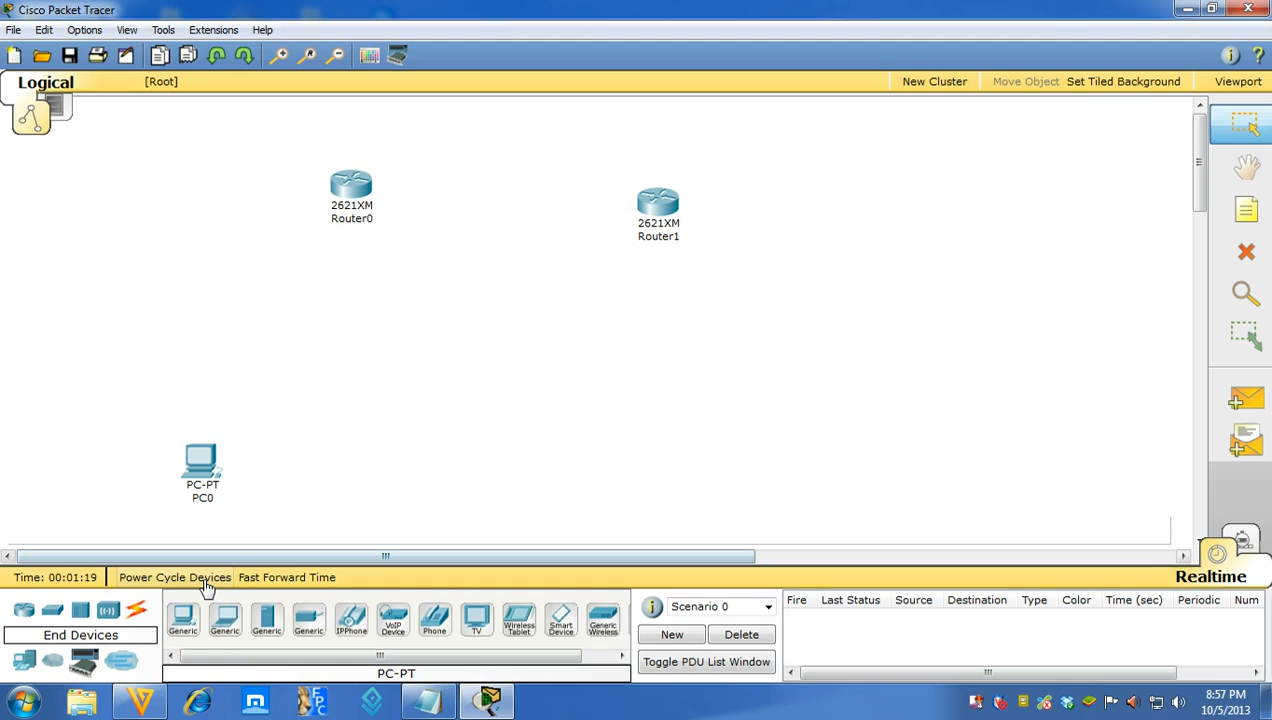 Cisco Packet Tracer
File Edit Options View Tools Extensions Help
Logical [Root] New Cluster Move Object Set Tiled Background Viewport
2621XM
Router0
2621XM
Router1
PC-PT
PC0
Time: 00:01:19 Power Cycle Devices Fast Forward Time Realtime
End Devices
Generic Generic Generic Generic IPPhone VoIP Device Phone TV Wireless Tablet Smart Device Generic Wireless
PC-PT
Scenario 0
New Delete
Toggle PDU List Window
Fire Last Status Source Destination Type Color Time (sec) Periodic Num
8:57 PM
10/5/2013